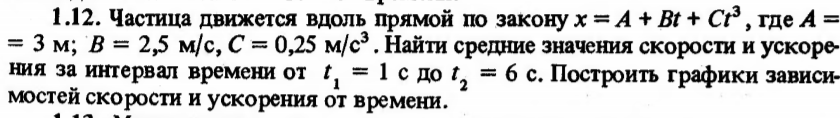 1.12. Частица движется вдоль прямой по закону x = A + Bt + Ct³, где A =
= 3 м; B = 2,5 м/с, C = 0,25 м/с³. Найти средние значения скорости и ускоре-
ния за интервал времени от t₁ = 1 с до t₂ = 6 с. Построить графики зависи-
мостей скорости и ускорения от времени.